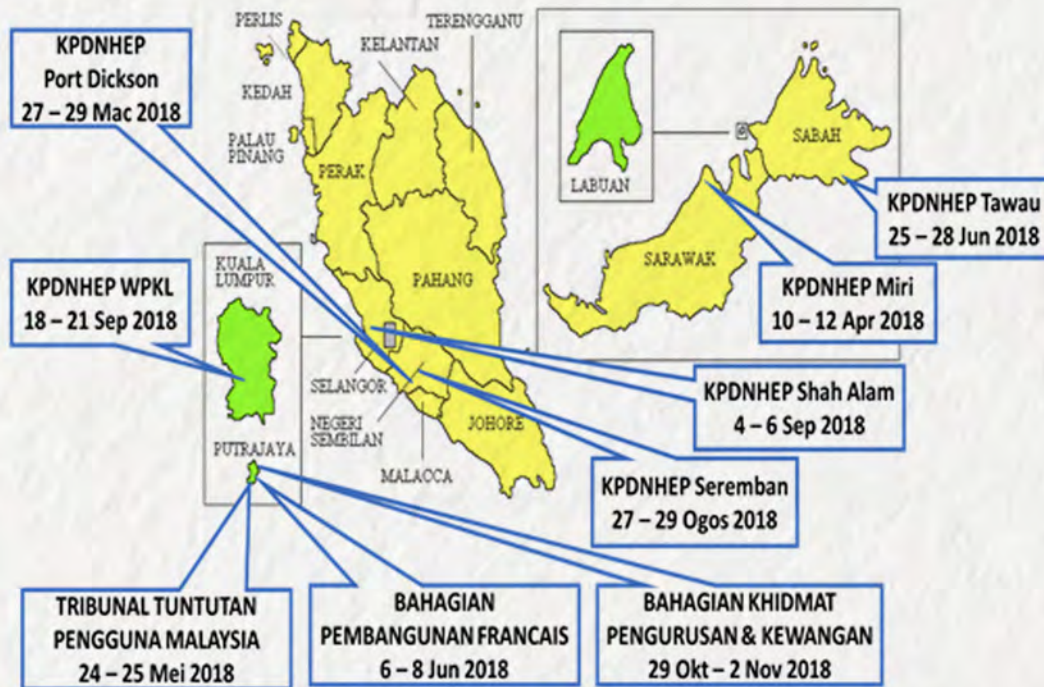 KPDNHEP
Port Dickson
27 – 29 Mac 2018
PERLIS
KEDAH
PALAU
PINANG
PERAK
KELANTAN
TERENGGANU
PAHANG
KUALA
LUMPUR
KPDNHEP WPKL
18 – 21 Sep 2018
SELANGOR
NEGERI
SEMBILAN
MALACCA
JOHORE
PUTRAJAYA
LABUAN
SABAH
SARAWAK
KPDNHEP Tawau
25 – 28 Jun 2018
KPDNHEP Miri
10 – 12 Apr 2018
KPDNHEP Shah Alam
4 – 6 Sep 2018
KPDNHEP Seremban
27 – 29 Ogos 2018
TRIBUNAL TUNTUTAN
PENGGUNA MALAYSIA
24 – 25 Mei 2018
BAHAGIAN
PEMBANGUNAN FRANCAIS
6 – 8 Jun 2018
BAHAGIAN KHIDMAT
PENGURUSAN & KEWANGAN
29 Okt – 2 Nov 2018